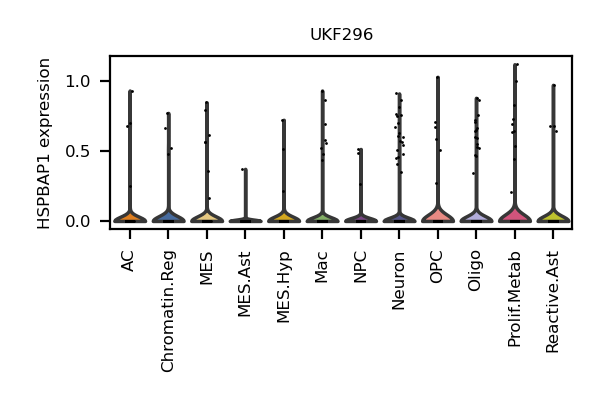 UKF296
HSPBAP1 expression
1.0
0.5
0.0
AC
Chromatin.Reg
MES
MES.Ast
MES.Hyp
Mac
NPC
Neuron
OPC
Oligo
Prolif.Metab
Reactive.Ast